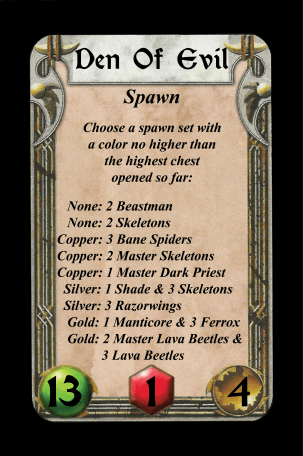 Den Of Evil
Spawn
Choose a spawn set with
a color no higher than
the highest chest
opened so far:
None: 2 Beastman
None: 2 Skeletons
Copper: 3 Bane Spiders
Copper: 2 Master Skeletons
Copper: 1 Master Dark Priest
Silver: 1 Shade & 3 Skeletons
Silver: 3 Razorwings
Gold: 1 Manticore & 3 Ferrox
Gold: 2 Master Lava Beetles &
3 Lava Beetles
13 1 4